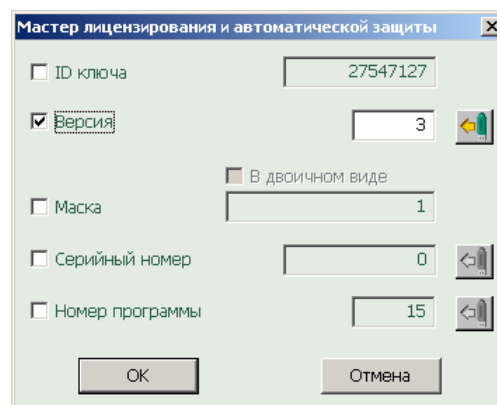 Мастер лицензирования и автоматической защиты
ID ключа 27547127
Версия 3
В двоичном виде
Маска 1
Серийный номер 0
Номер программы 15
OK Отмена